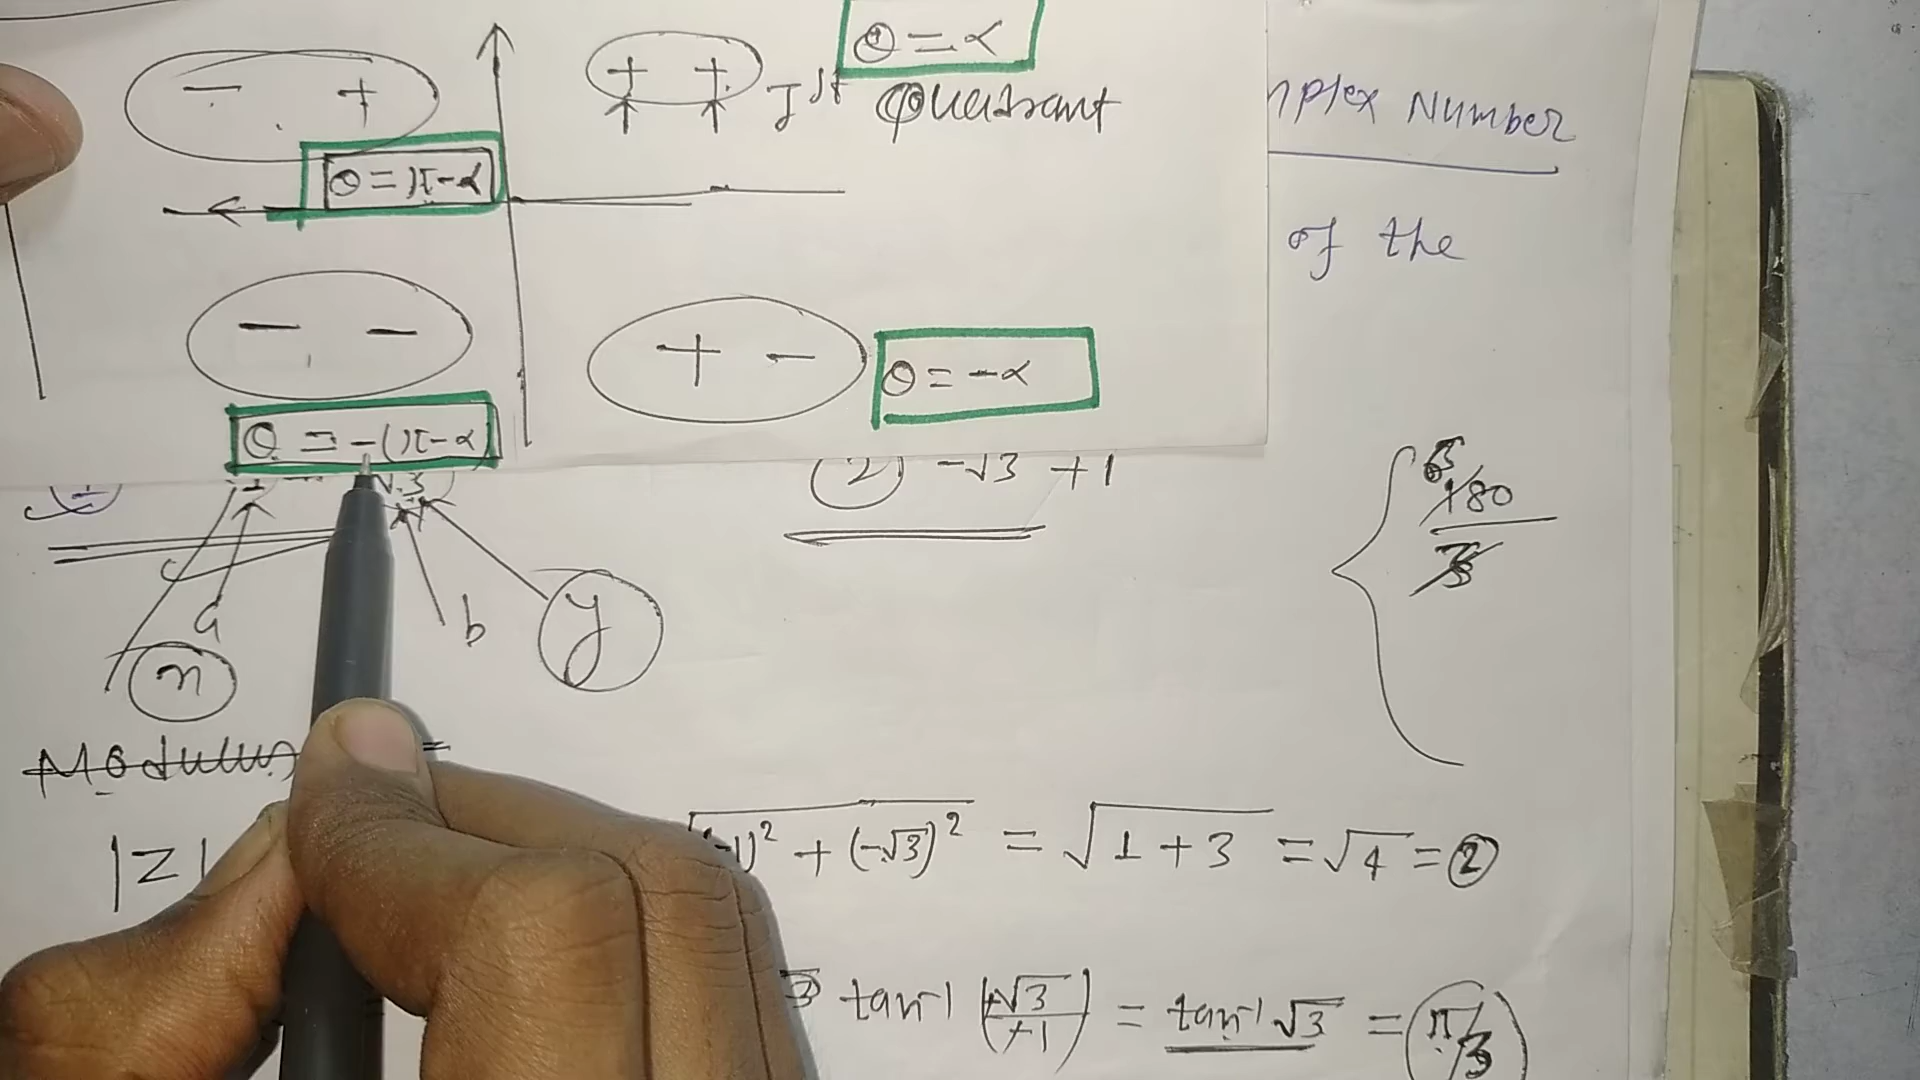 θ = α
- +
+ + Ist Quadrant
mplex Number
θ = π-α
of the
- -
+ -
θ = -α
θ = -(π-α
② -√3 + 1
180
√3
a
b
y
n
Modulus =
|Z|
(-1)² + (-√3)² = √1+3 = √4 = ②
tan-1 (+√3/+1) = tan-1 √3 = π/3